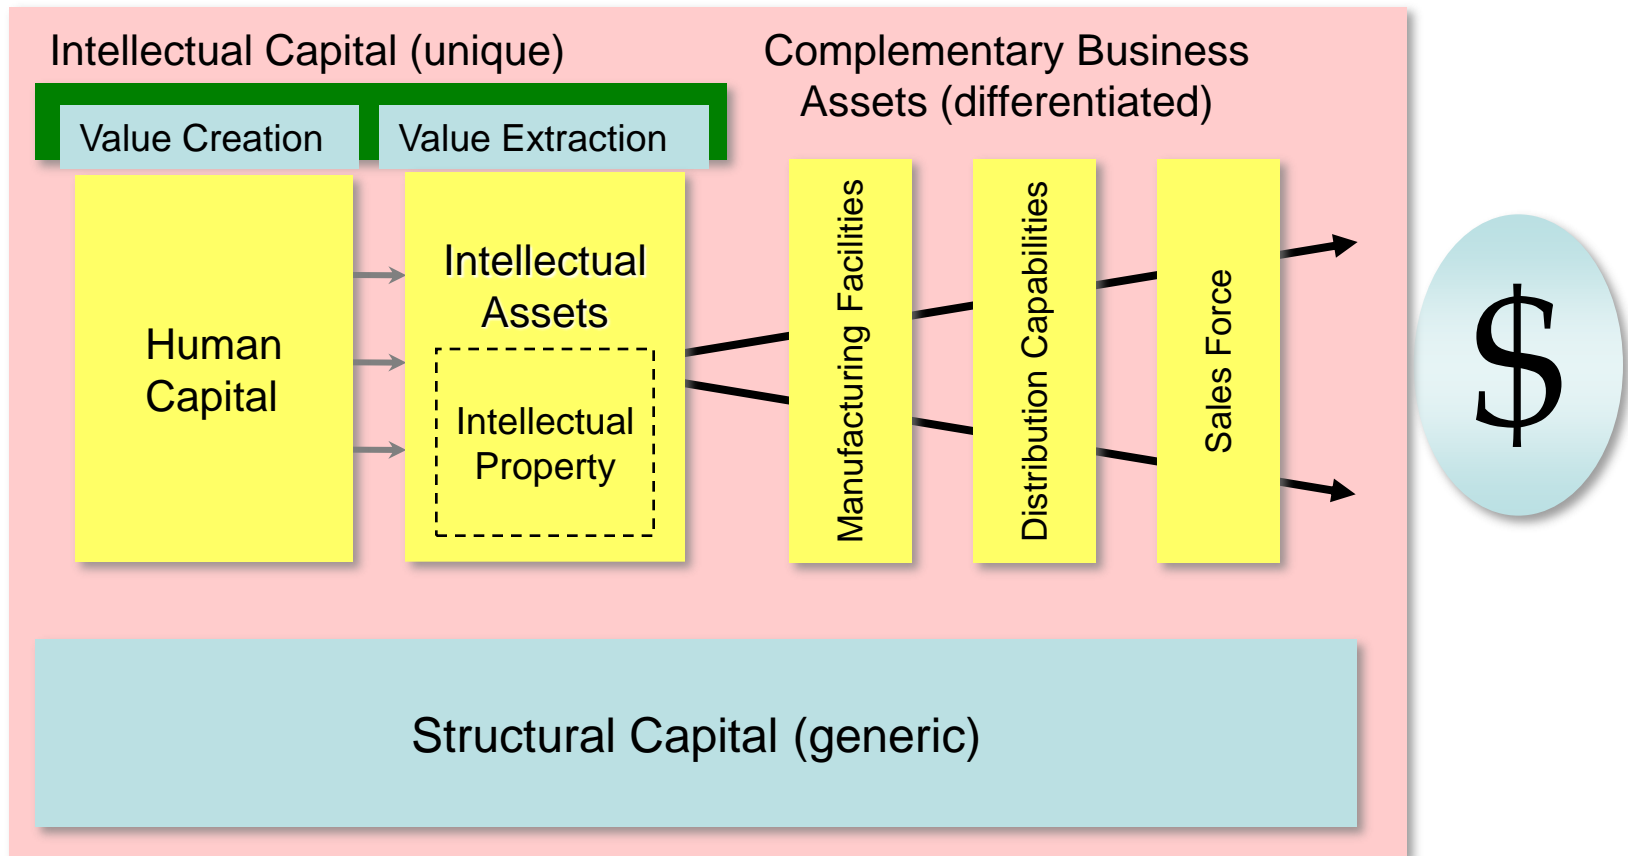 Intellectual Capital (unique)
Complementary Business
Assets (differentiated)
Value Creation
Value Extraction
Human
Capital
Intellectual
Assets
Intellectual
Property
Manufacturing Facilities
Distribution Capabilities
Sales Force
$
Structural Capital (generic)